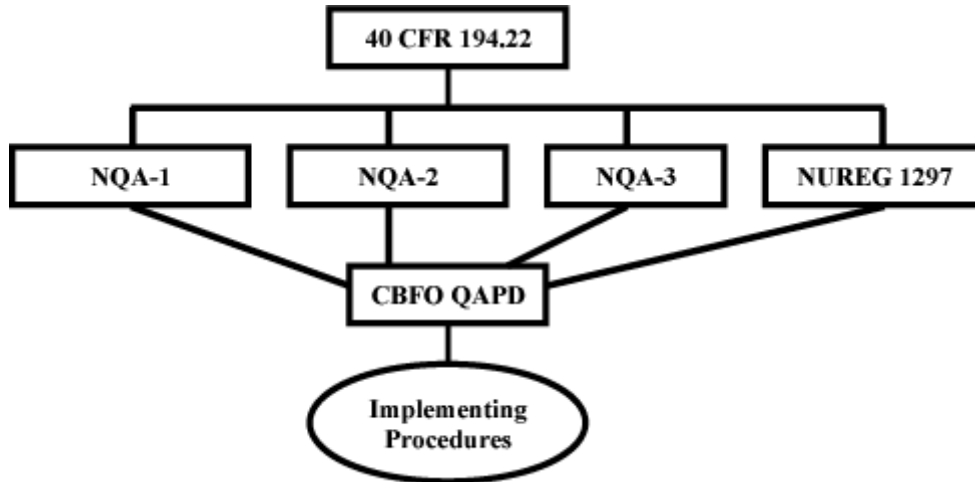 40 CFR 194.22
NQA-1
NQA-2
NQA-3
NUREG 1297
CBFO QAPD
Implementing
Procedures